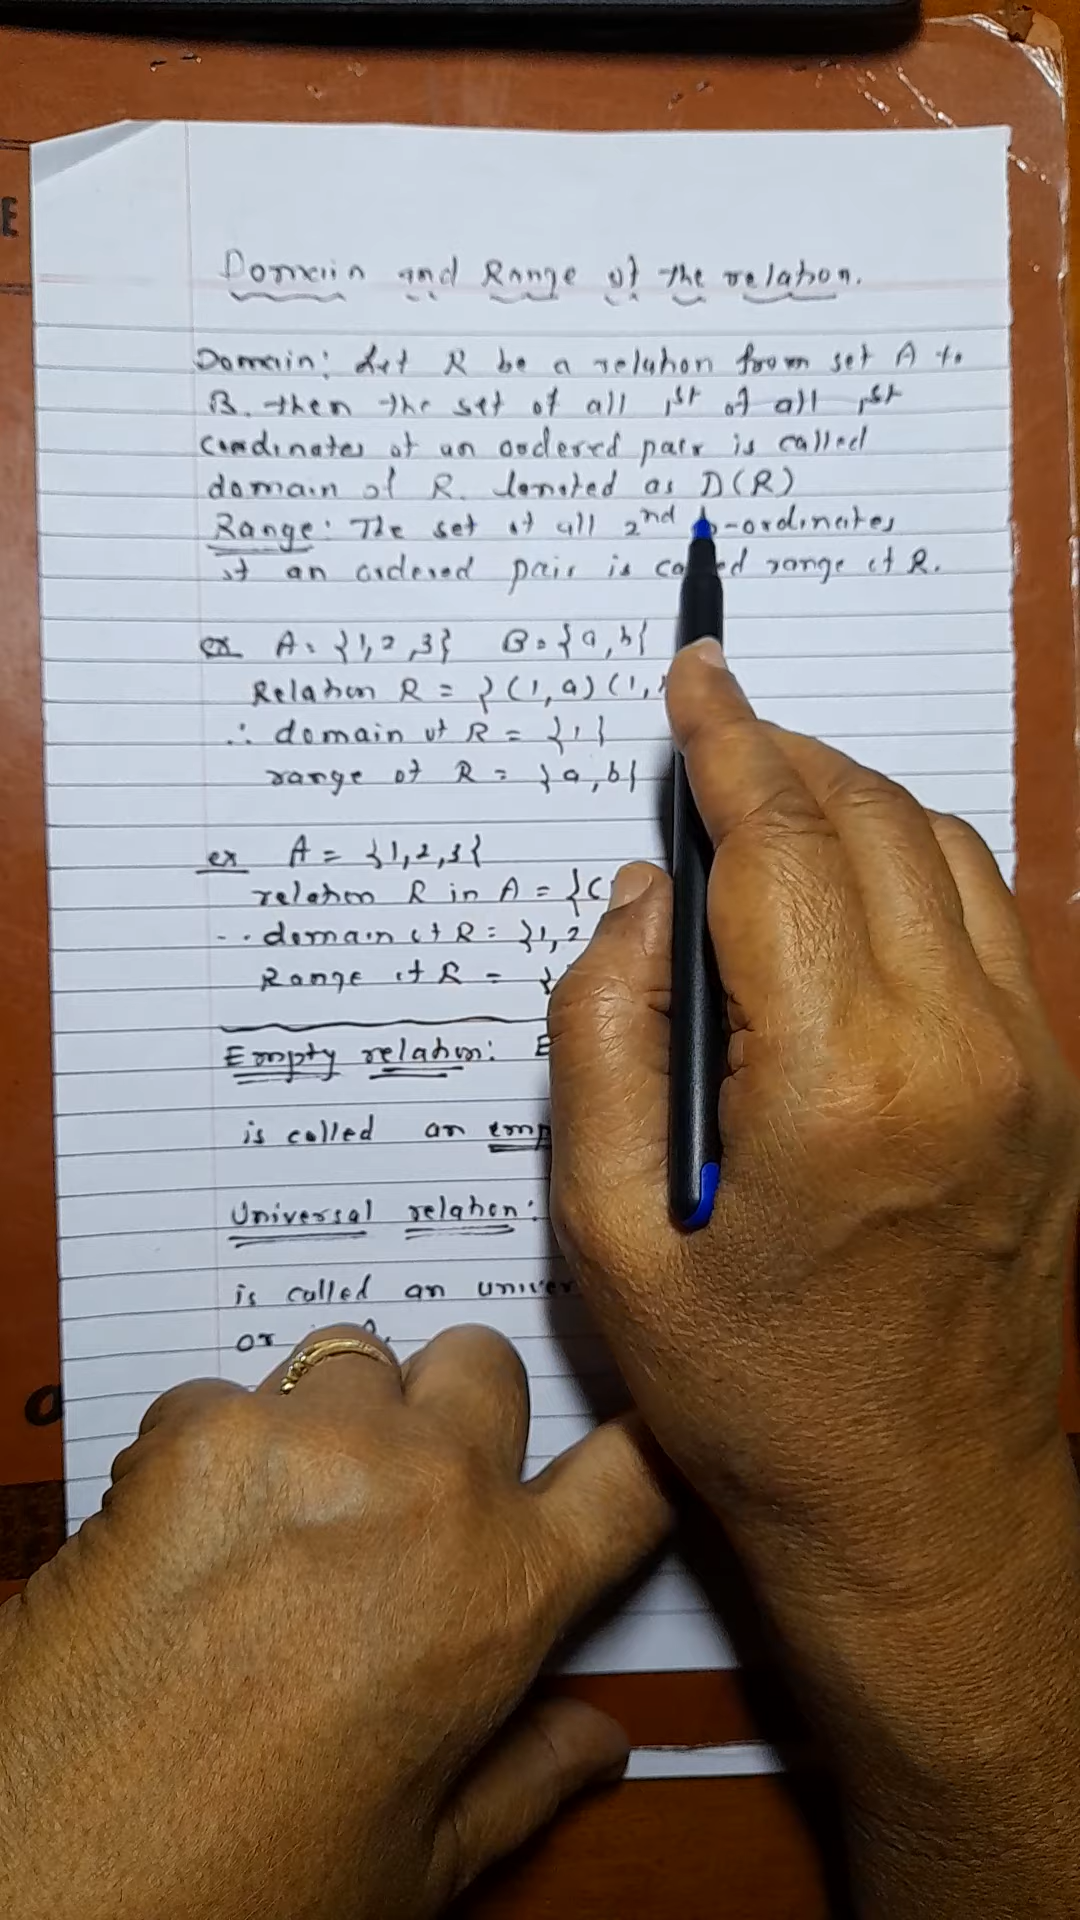 Domain and Range of the relation.
Domain: Let R be a relation from set A to
B. then the set of all 1st of all 1st
coordinates of an ordered pair is called
domain of R. denoted as D(R)
Range: The set of all 2nd co-ordinates
of an ordered pair is called range of R.
ex A = {1,2,3} B = {a,b}
Relation R = {(1,a)(1,
∴ domain of R = {1}
range of R = {a,b}
ex A = {1,2,3}
relation R in A = {(
∴ domain of R = {1,2
Range of R = {
Empty relation:
is called an emp
Universal relation:
is called an univer
or
E
O